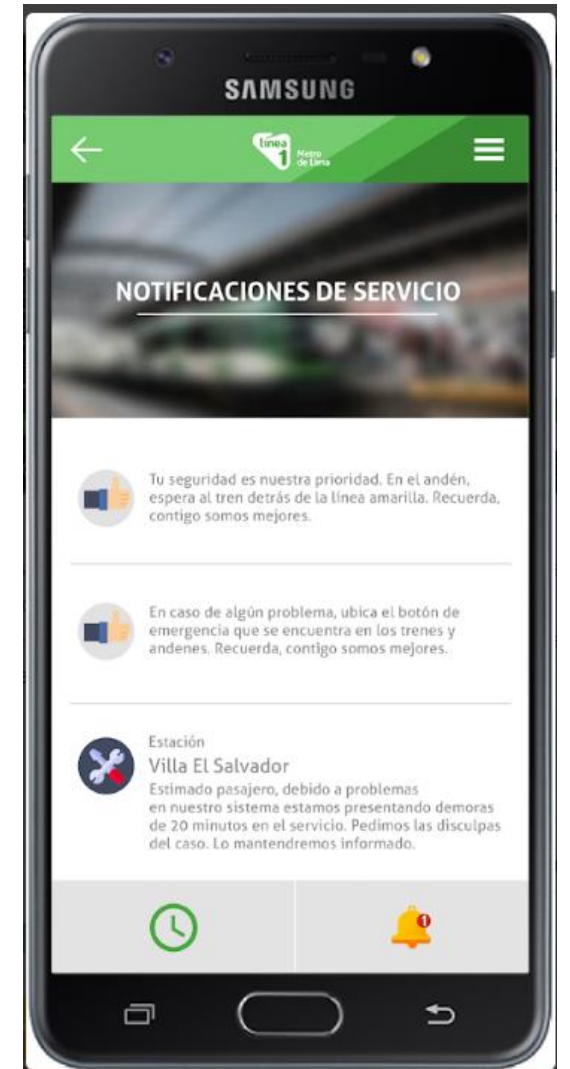 SAMSUNG
línea
1
Metro
de Lima
NOTIFICACIONES DE SERVICIO
Tu seguridad es nuestra prioridad. En el andén,
espera al tren detrás de la línea amarilla. Recuerda,
contigo somos mejores.
En caso de algún problema, ubica el botón de
emergencia que se encuentra en los trenes y
andenes. Recuerda, contigo somos mejores.
Estación
Villa El Salvador
Estimado pasajero, debido a problemas
en nuestro sistema estamos presentando demoras
de 20 minutos en el servicio. Pedimos las disculpas
del caso. Lo mantendremos informado.
1